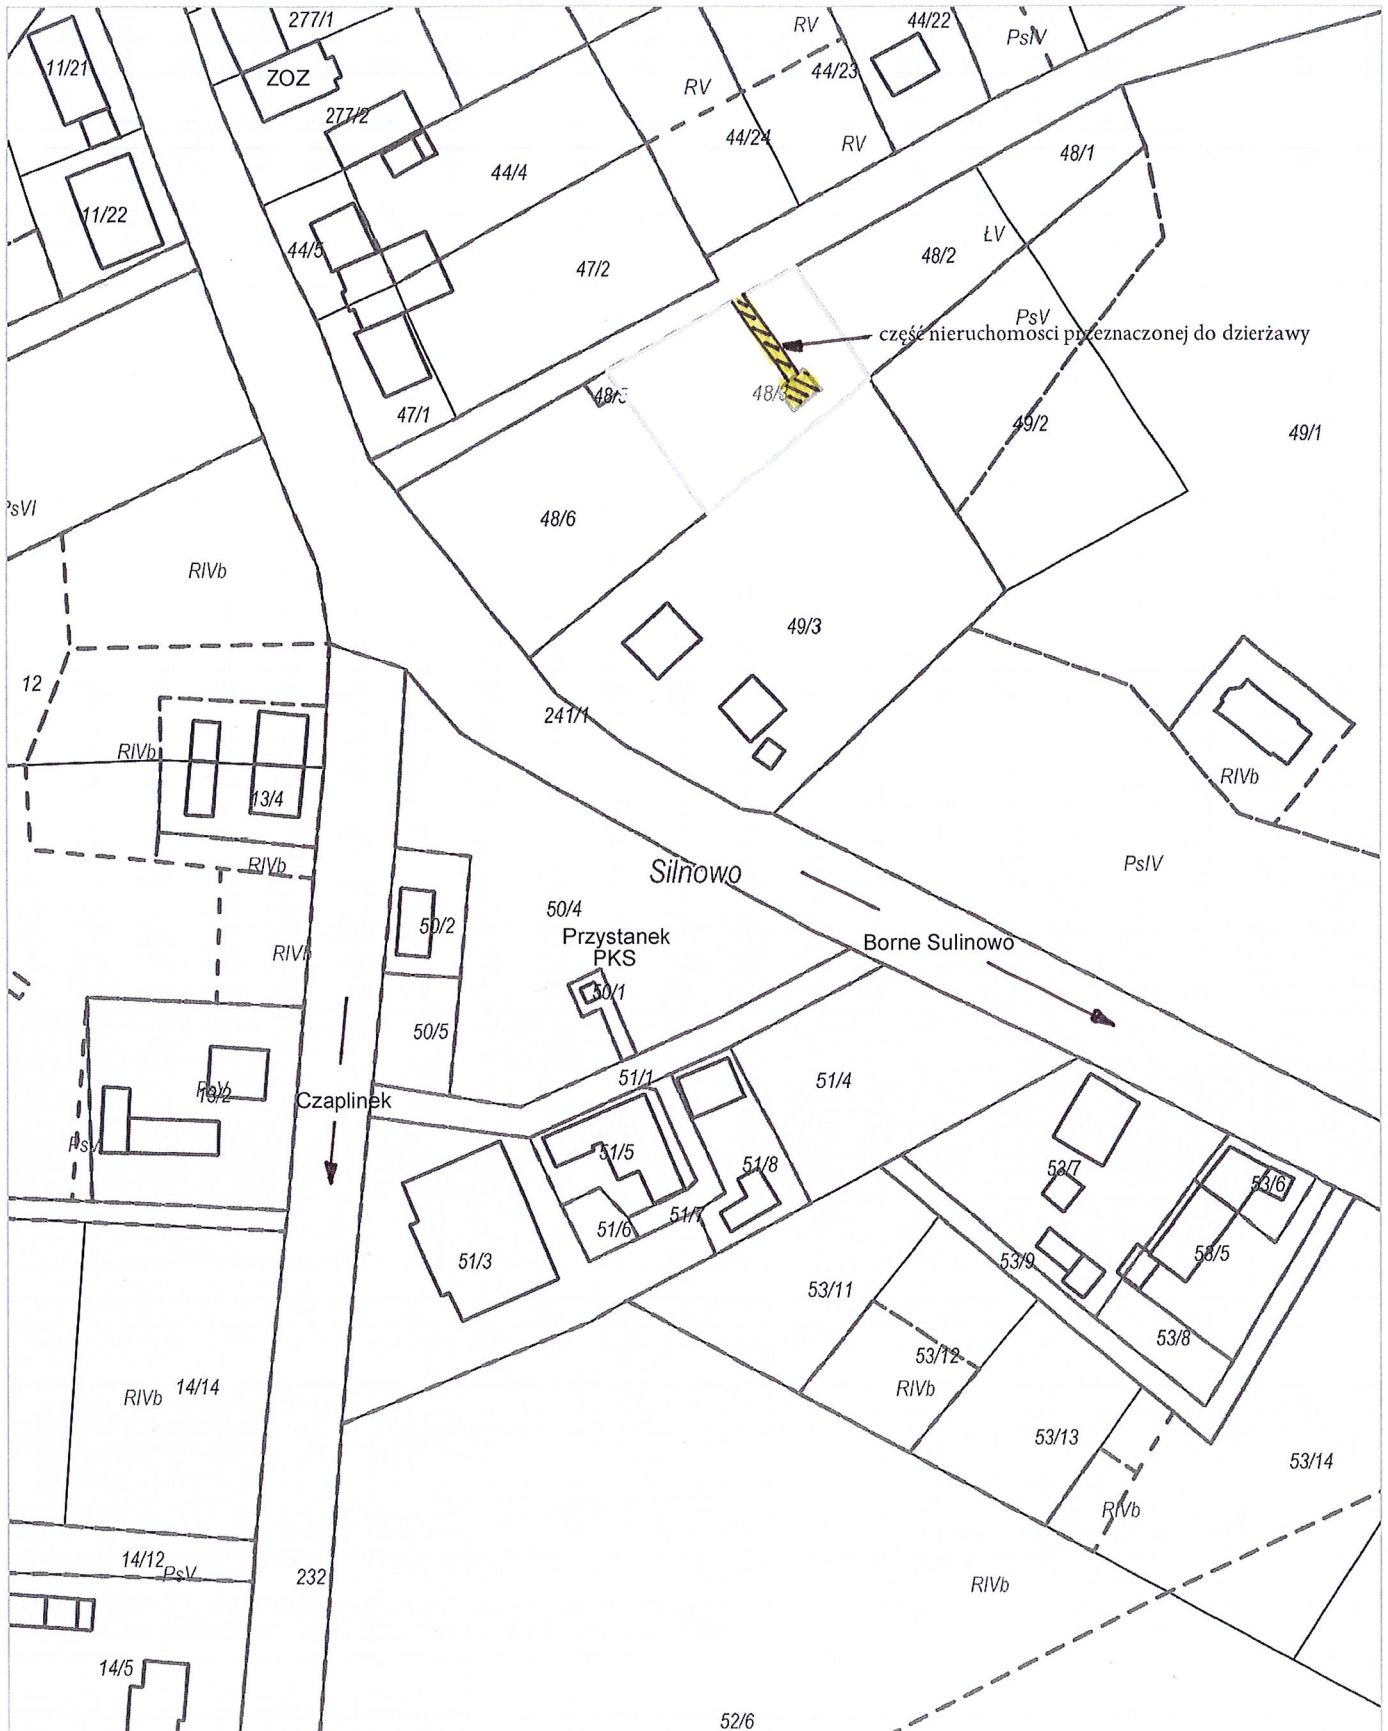 277/1
RV
44/22
PsIV
11/21
ZOZ
44/23
RV
277/2
44/24
RV
48/1
44/4
11/22
44/5
47/2
ŁV
48/2
PsV
część nieruchomości przeznaczonej do dzierżawy
47/1
49/2
49/1
PsVI
48/6
RIVb
49/3
12
241/1
RIVb
13/4
RIVb
RIVb
Silnowo
PsIV
50/4
50/2
Przystanek
PKS
Borne Sulinowo
RIVb
50/1
50/5
51/1
51/4
13/2
Czaplinek
51/5
51/8
53/7
53/6
51/7
51/6
51/3
53/9
53/5
53/11
53/8
53/12
RIVb
14/14
RIVb
53/13
53/14
RIVb
14/12
PsV
232
RIVb
14/5
52/6